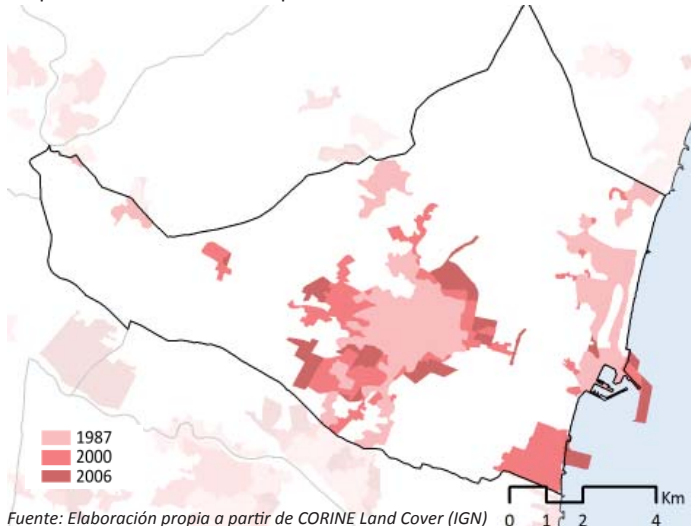 1987
2000
2006
Km
0 1 2 4
Fuente: Elaboración propia a partir de CORINE Land Cover (IGN)